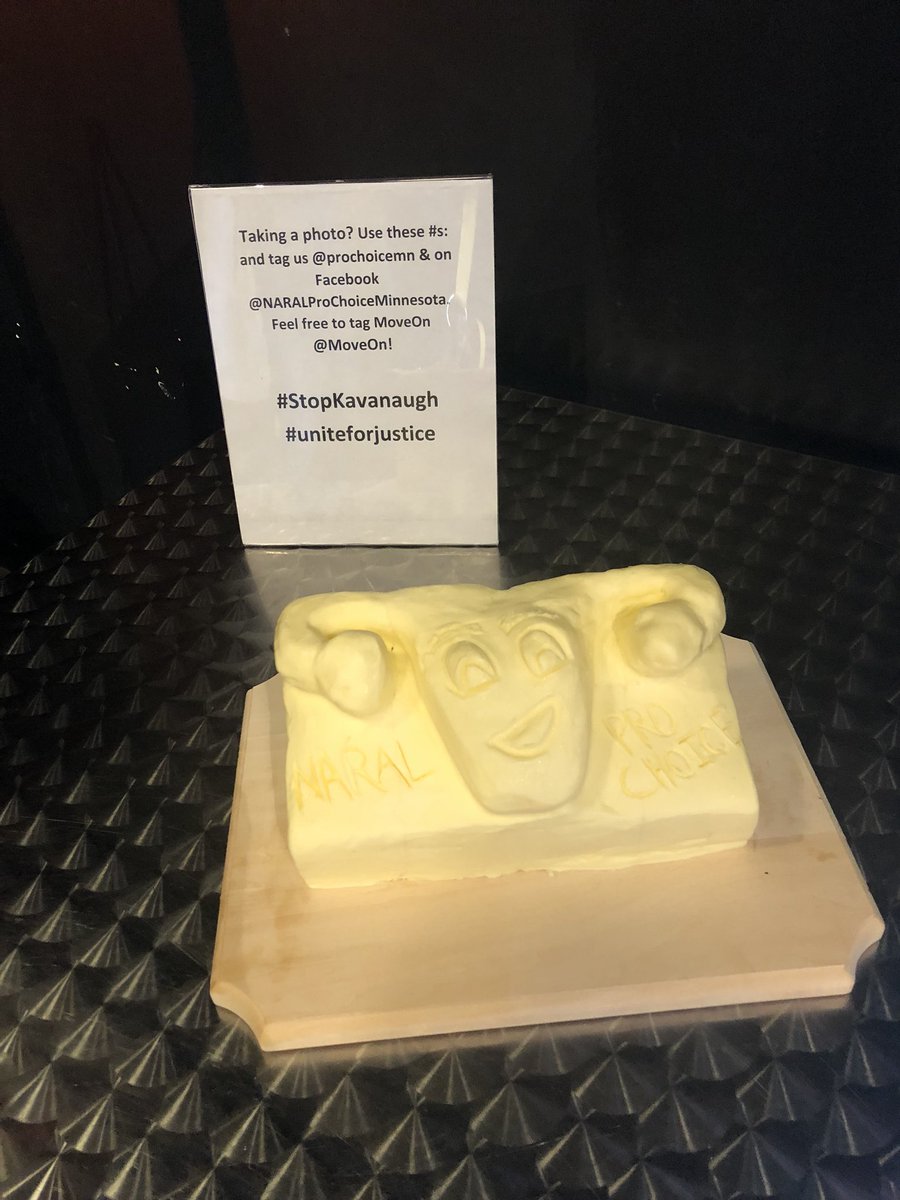 Taking a photo? Use these #s:
and tag us @prochoicemn & on
Facebook
@NARALProChoiceMinnesota.
Feel free to tag MoveOn
@MoveOn!
#StopKavanaugh
#uniteforjustice
NARAL
PRO
CHOICE